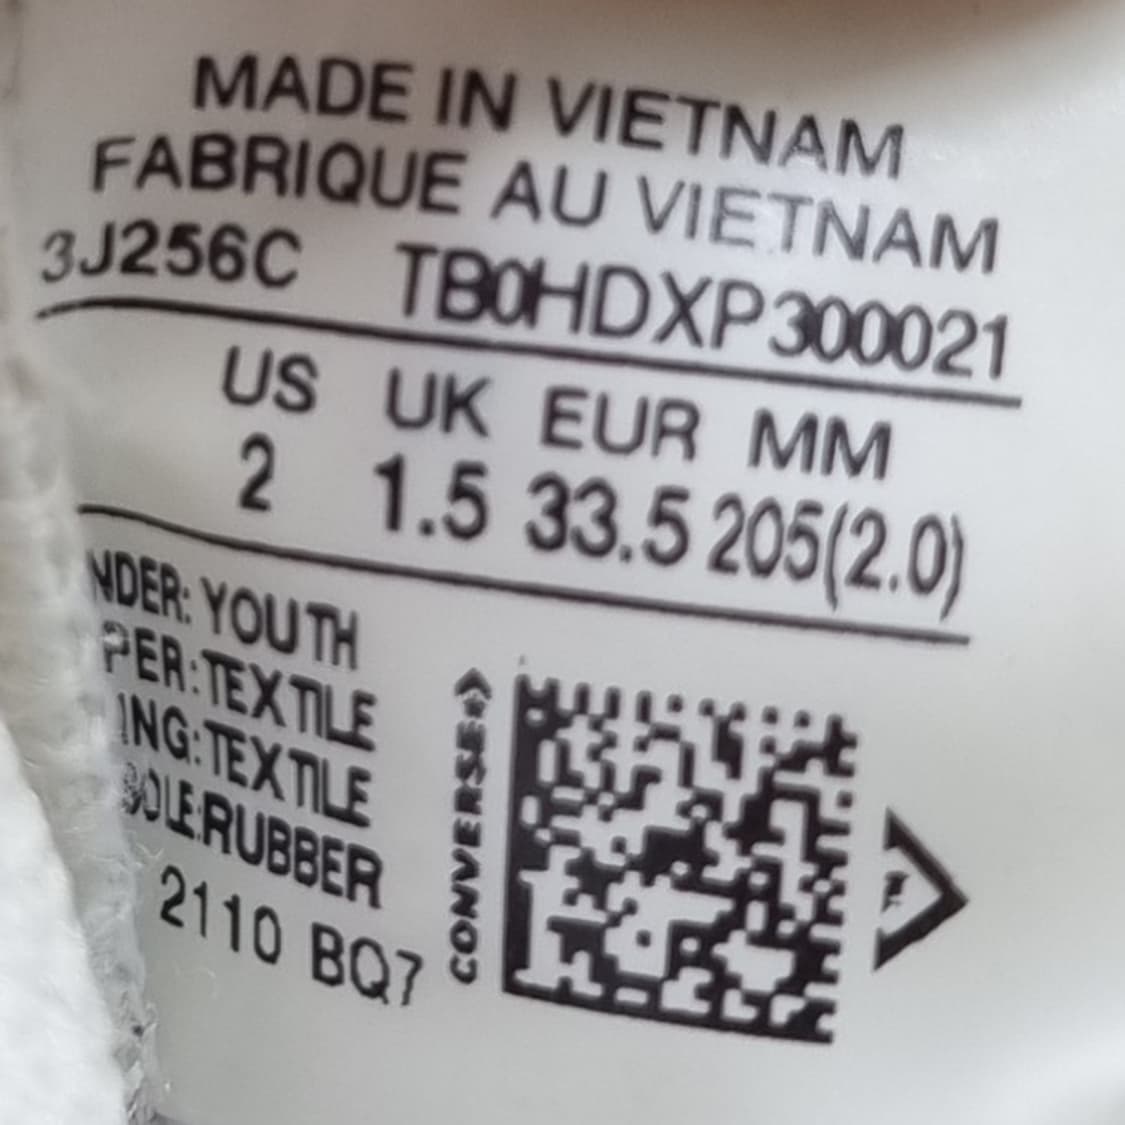 MADE IN VIETNAM
FABRIQUE AU VIETNAM
3J256C TB0HDXP300021
US UK EUR MM
2 1.5 33.5 205(2.0)
NDER: YOUTH
PER:TEXTILE
ING:TEXTILE
SOLE:RUBBER
2110 BQ7
CONVERSE